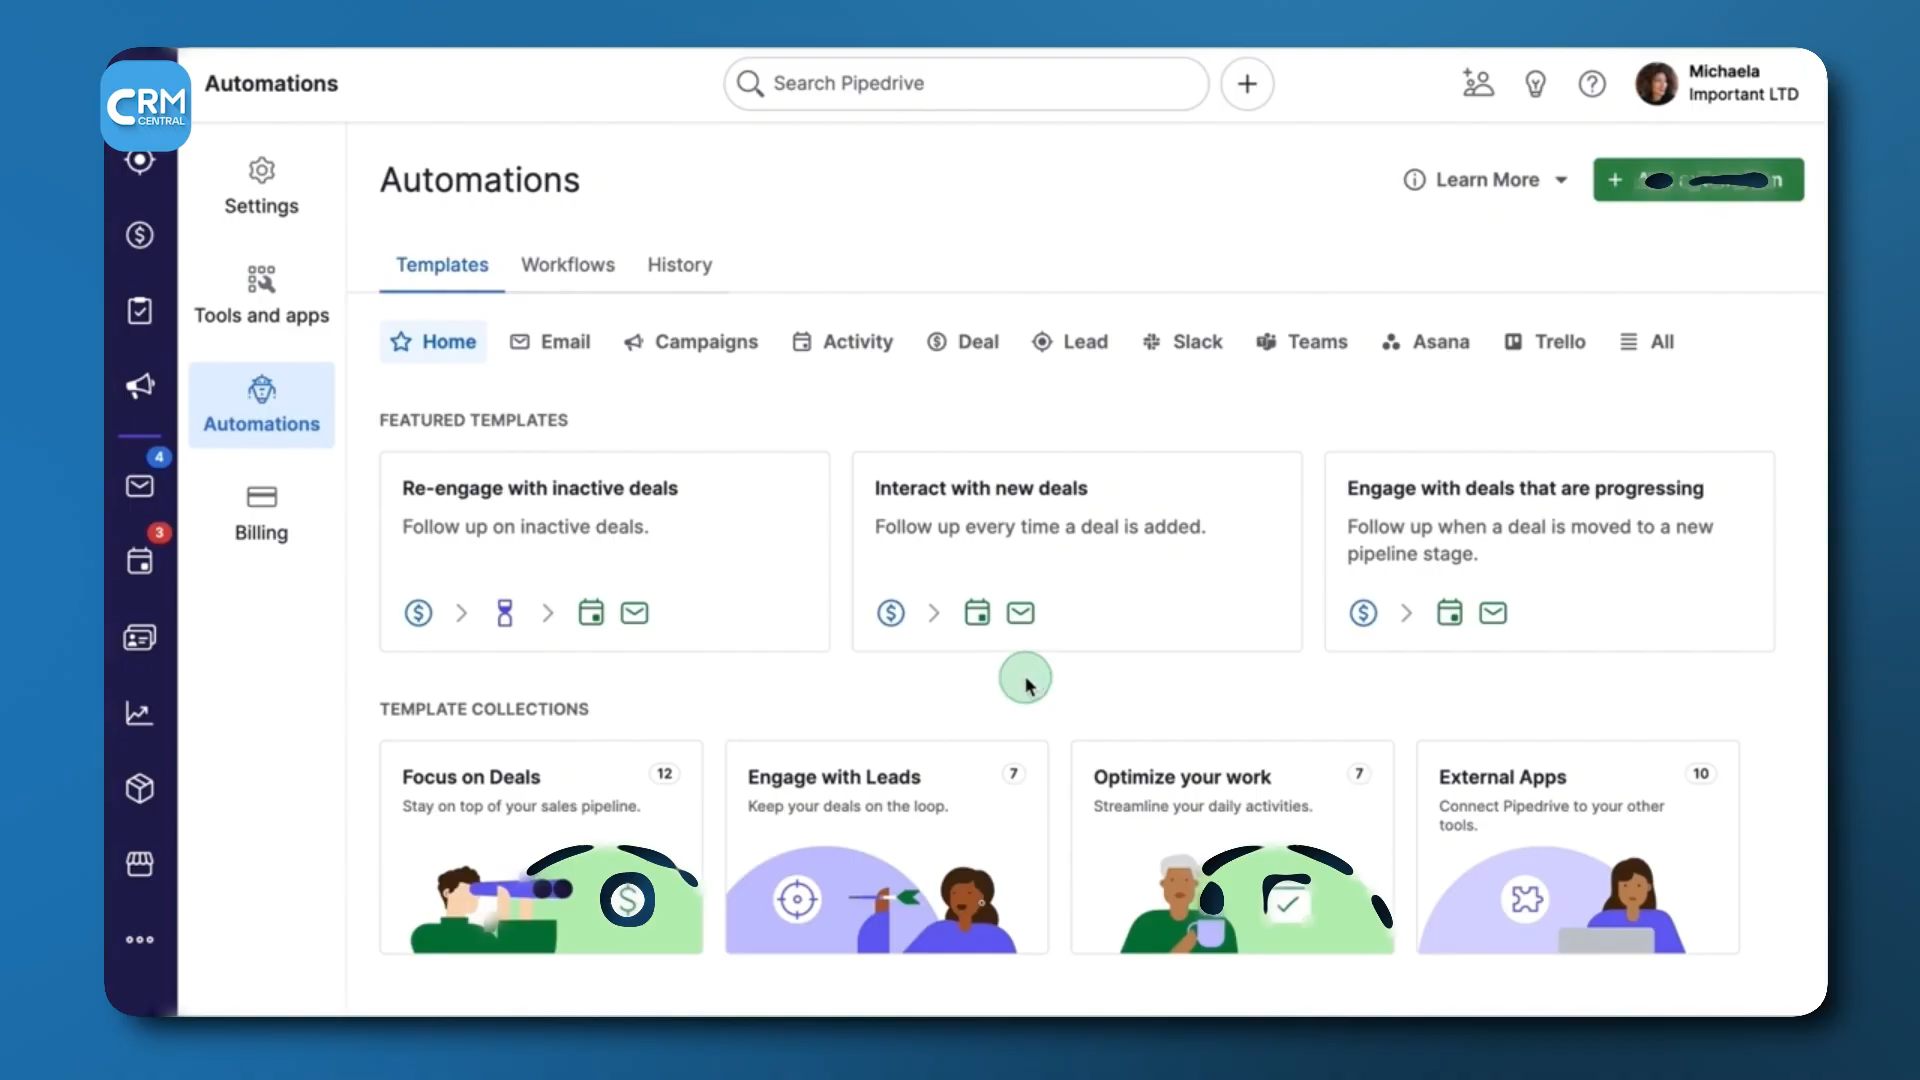 CRM
CENTRAL
Automations
Search Pipedrive
Michaela
Important LTD
Settings
Tools and apps
Automations
Billing
4
3
Automations
Learn More
+
Templates Workflows History
Home Email Campaigns Activity Deal Lead Slack Teams Asana Trello All
FEATURED TEMPLATES
Re-engage with inactive deals
Follow up on inactive deals.
Interact with new deals
Follow up every time a deal is added.
Engage with deals that are progressing
Follow up when a deal is moved to a new
pipeline stage.
TEMPLATE COLLECTIONS
Focus on Deals 12
Stay on top of your sales pipeline.
Engage with Leads 7
Keep your deals on the loop.
Optimize your work 7
Streamline your daily activities.
External Apps 10
Connect Pipedrive to your other
tools.